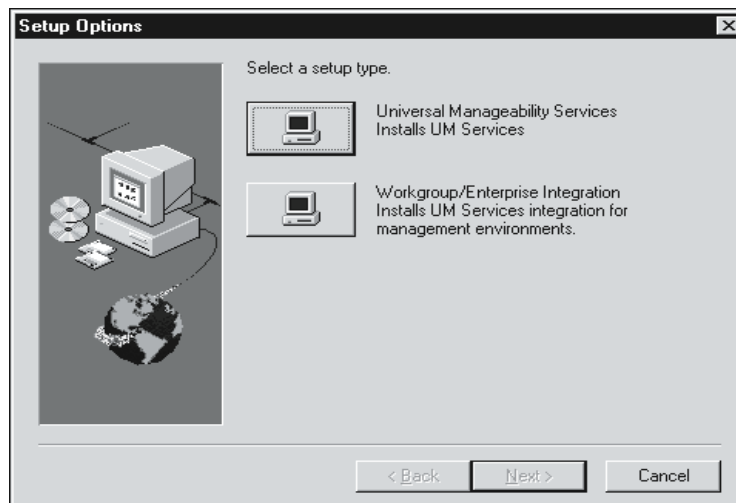 Setup Options
Select a setup type.
Universal Manageability Services
Installs UM Services
Workgroup/Enterprise Integration
Installs UM Services integration for
management environments.
< Back
Next >
Cancel